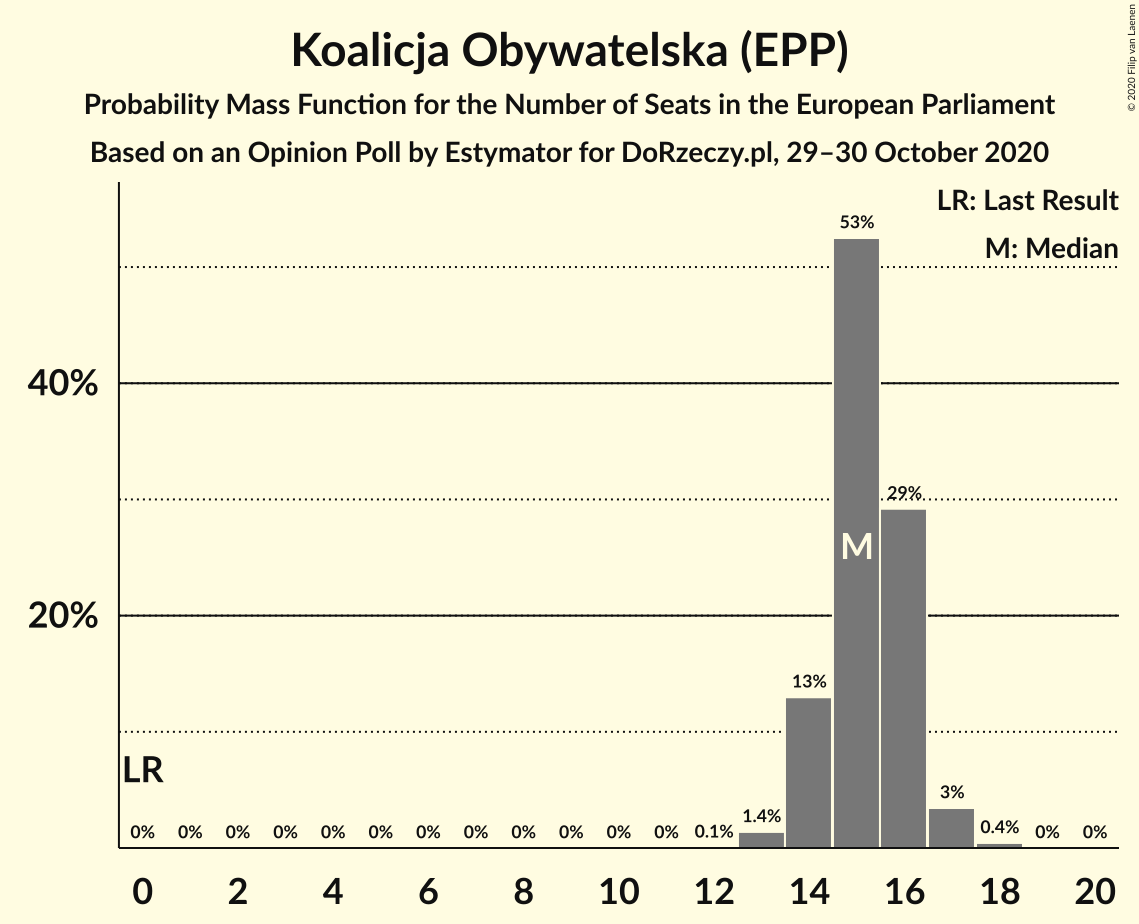 Koalicja Obywatelska (EPP)
Probability Mass Function for the Number of Seats in the European Parliament
Based on an Opinion Poll by Estymator for DoRzeczy.pl, 29–30 October 2020
© 2020 Filip van Laenen
LR: Last Result
M: Median
53%
40%
29%
M
20%
13%
LR
3%
1.4%
0% 0% 0% 0% 0% 0% 0% 0% 0% 0% 0% 0% 0.1% 0.4% 0% 0%
0 2 4 6 8 10 12 14 16 18 20